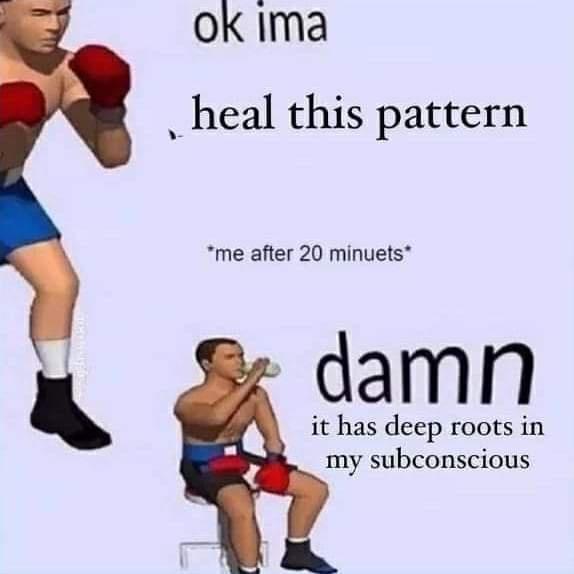 ok ima
heal this pattern
*me after 20 minuets*
damn
it has deep roots in
my subconscious